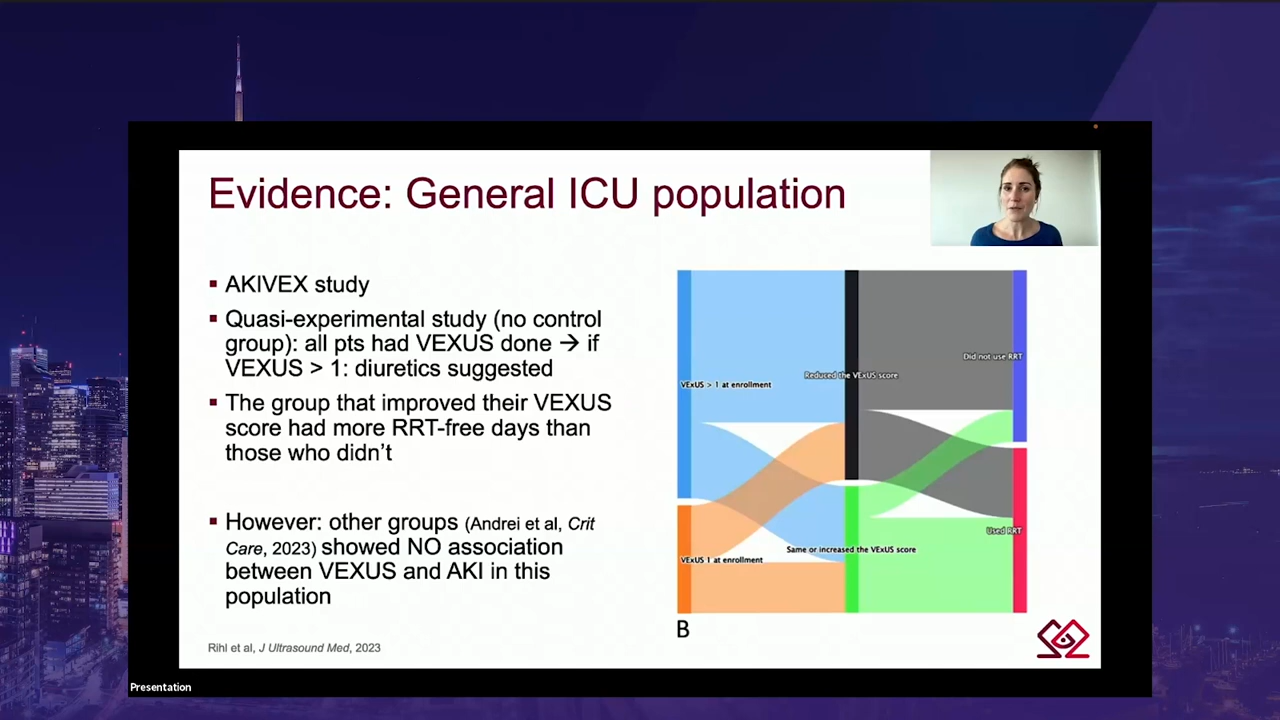 Evidence: General ICU population
▪ AKIVEX study
▪ Quasi-experimental study (no control
group): all pts had VEXUS done → if
VEXUS > 1: diuretics suggested
▪ The group that improved their VEXUS
score had more RRT-free days than
those who didn't
▪ However: other groups (Andrei et al, Crit
Care, 2023) showed NO association
between VEXUS and AKI in this
population
Rihl et al, J Ultrasound Med, 2023
VExUS > 1 at enrollment
VExUS 1 at enrollment
Reduced the VExUS score
Same or increased the VExUS score
Did not use RRT
Used RRT
B
Presentation